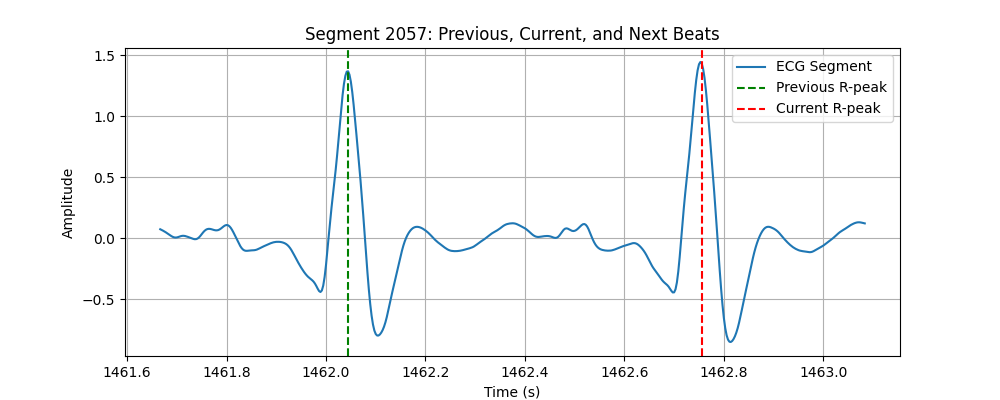 Segment 2057: Previous, Current, and Next Beats
1.5
1.0
0.5
0.0
−0.5
Amplitude
ECG Segment
Previous R-peak
Current R-peak
1461.6 1461.8 1462.0 1462.2 1462.4 1462.6 1462.8 1463.0
Time (s)